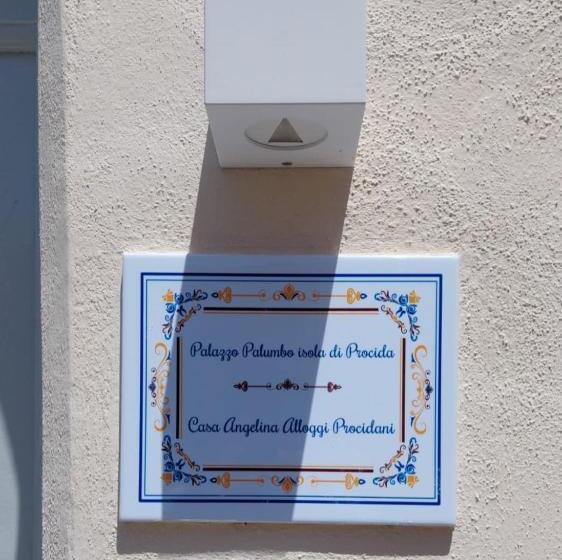 Palazzo Palumbo isola di Procida
Casa Angelina Alloggi Procidani